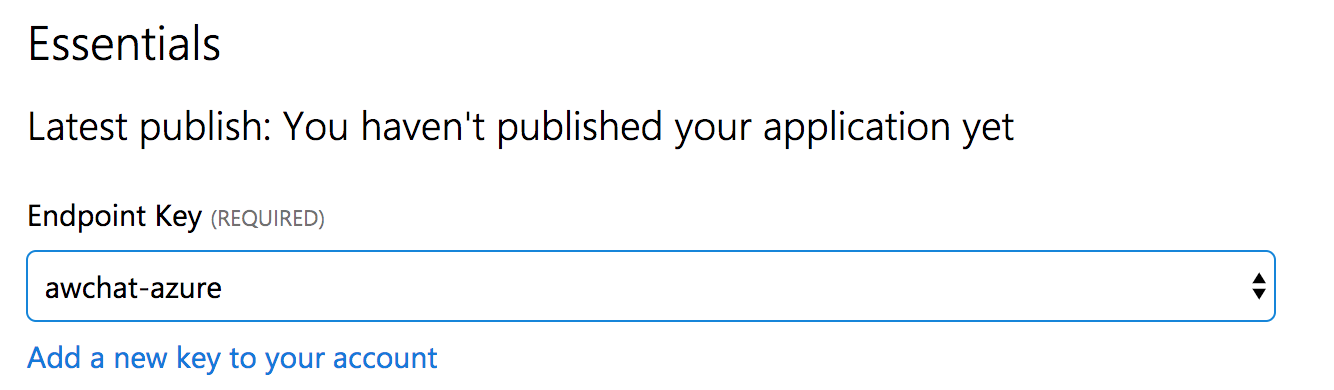 Essentials
Latest publish: You haven't published your application yet
Endpoint Key (REQUIRED)
awchat-azure
Add a new key to your account